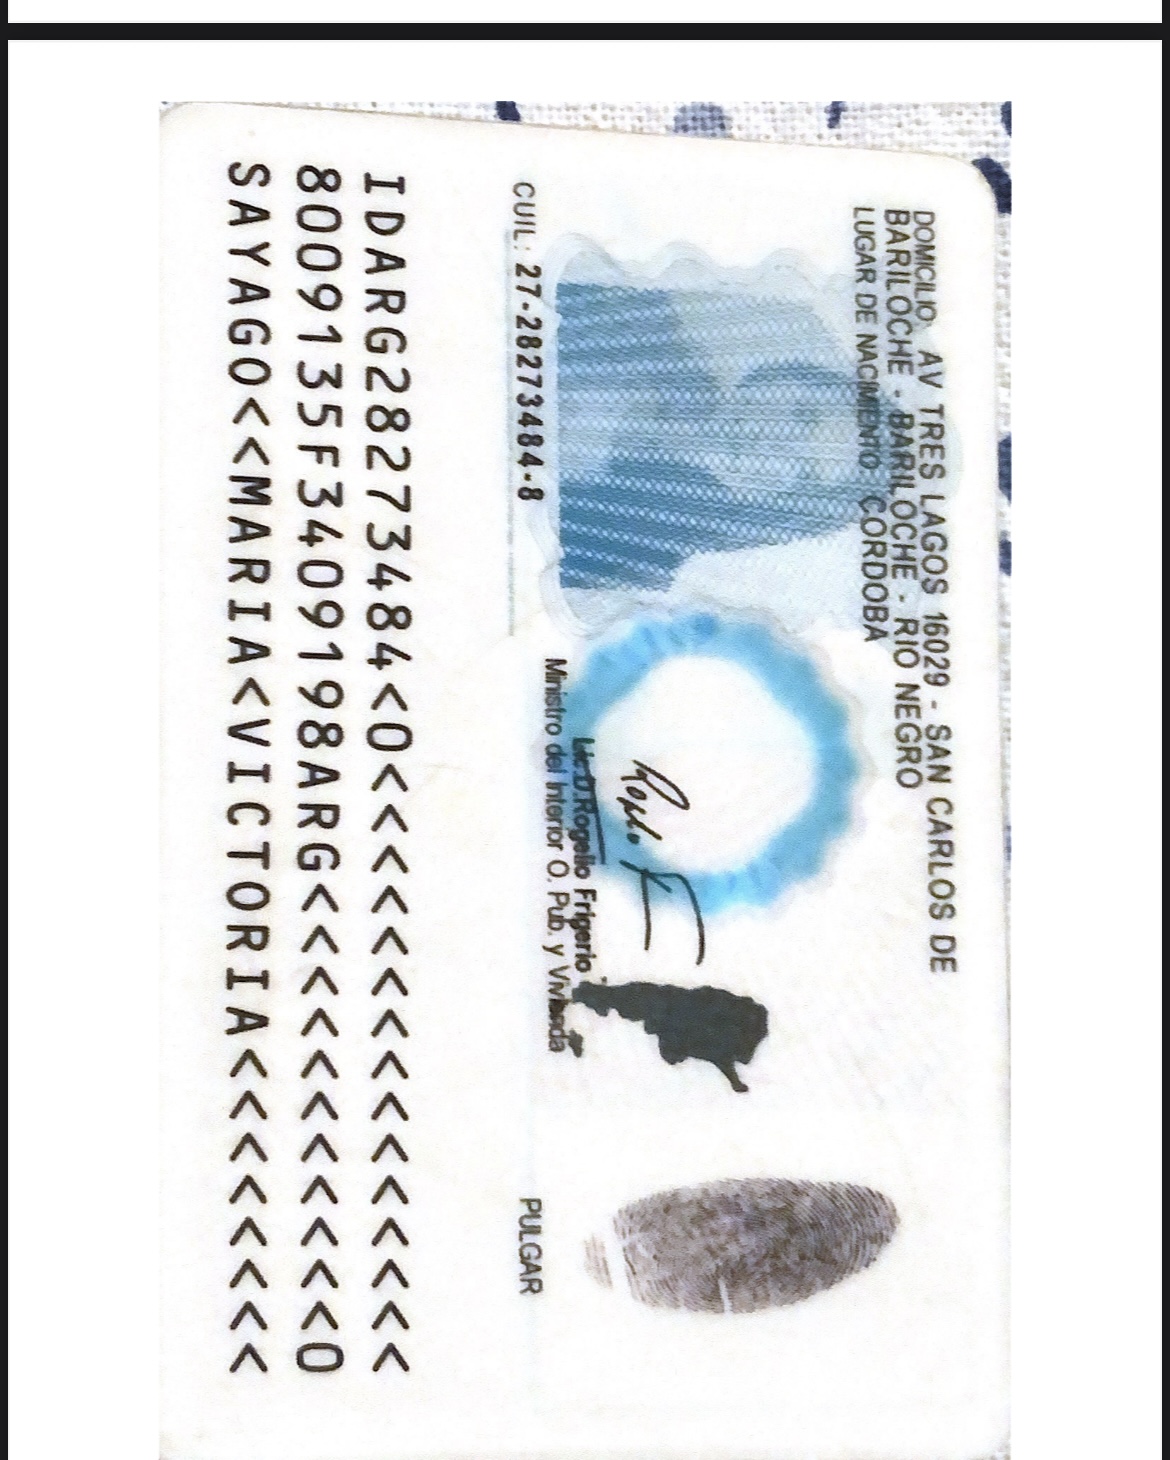 DOMICILIO: AV TRES LAGOS 16029 - SAN CARLOS DE
BARILOCHE - BARILOCHE - RIO NEGRO
LUGAR DE NACIMIENTO: CORDOBA
CUIL: 27-28273484-8
Lic. D. Rogelio Frigerio
Ministro del Interior O. Pub. y Vivienda
PULGAR
IDARG28273484<0<<<<<<<<<<<<<<<
8009135F3409198ARG<<<<<<<<<<<0
SAYAGO<<MARIA<VICTORIA<<<<<<<<